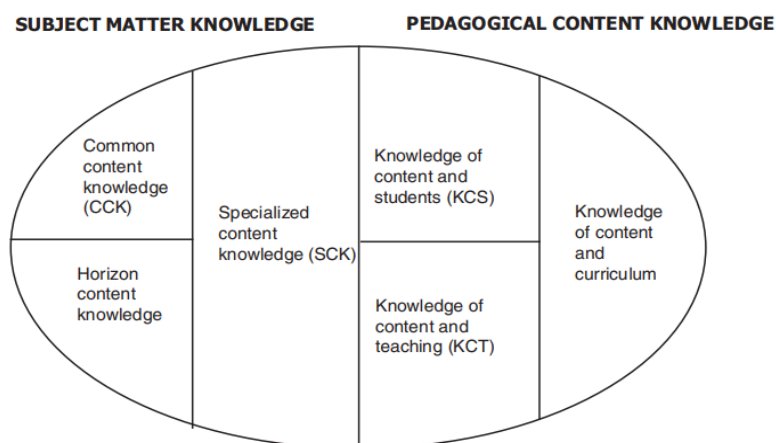 SUBJECT MATTER KNOWLEDGE
PEDAGOGICAL CONTENT KNOWLEDGE
Common
content
knowledge
(CCK)
Horizon
content
knowledge
Specialized
content
knowledge (SCK)
Knowledge of
content and
students (KCS)
Knowledge of
content and
teaching (KCT)
Knowledge
of content
and
curriculum